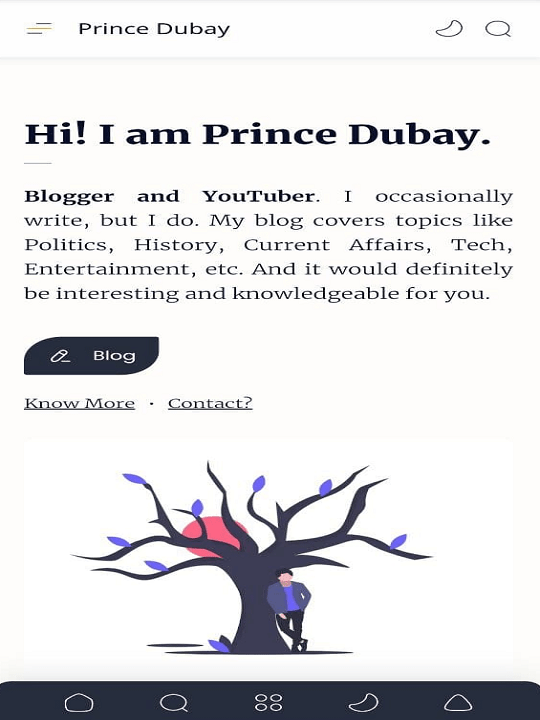 Prince Dubay
Hi! I am Prince Dubay.
Blogger and YouTuber. I occasionally
write, but I do. My blog covers topics like
Politics, History, Current Affairs, Tech,
Entertainment, etc. And it would definitely
be interesting and knowledgeable for you.
Blog
Know More · Contact?